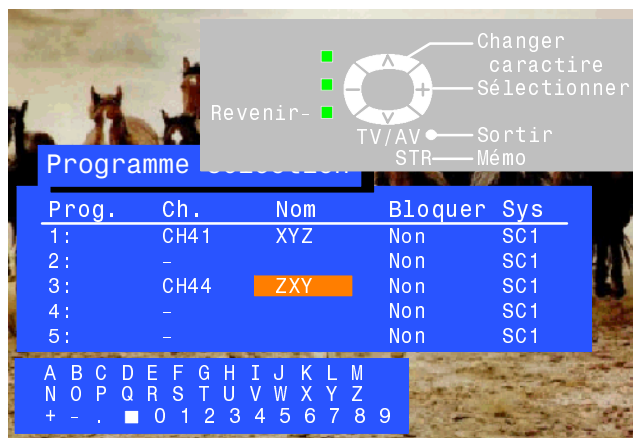 Changer
caractire
Sélectionner
Revenir-
TV/AV Sortir
STR Mémo
Programme
Prog. Ch. Nom Bloquer Sys
1: CH41 XYZ Non SC1
2: - Non SC1
3: CH44 ZXY Non SC1
4: - Non SC1
5: - Non SC1
A B C D E F G H I J K L M
N O P Q R S T U V W X Y Z
+ - . ■ 0 1 2 3 4 5 6 7 8 9